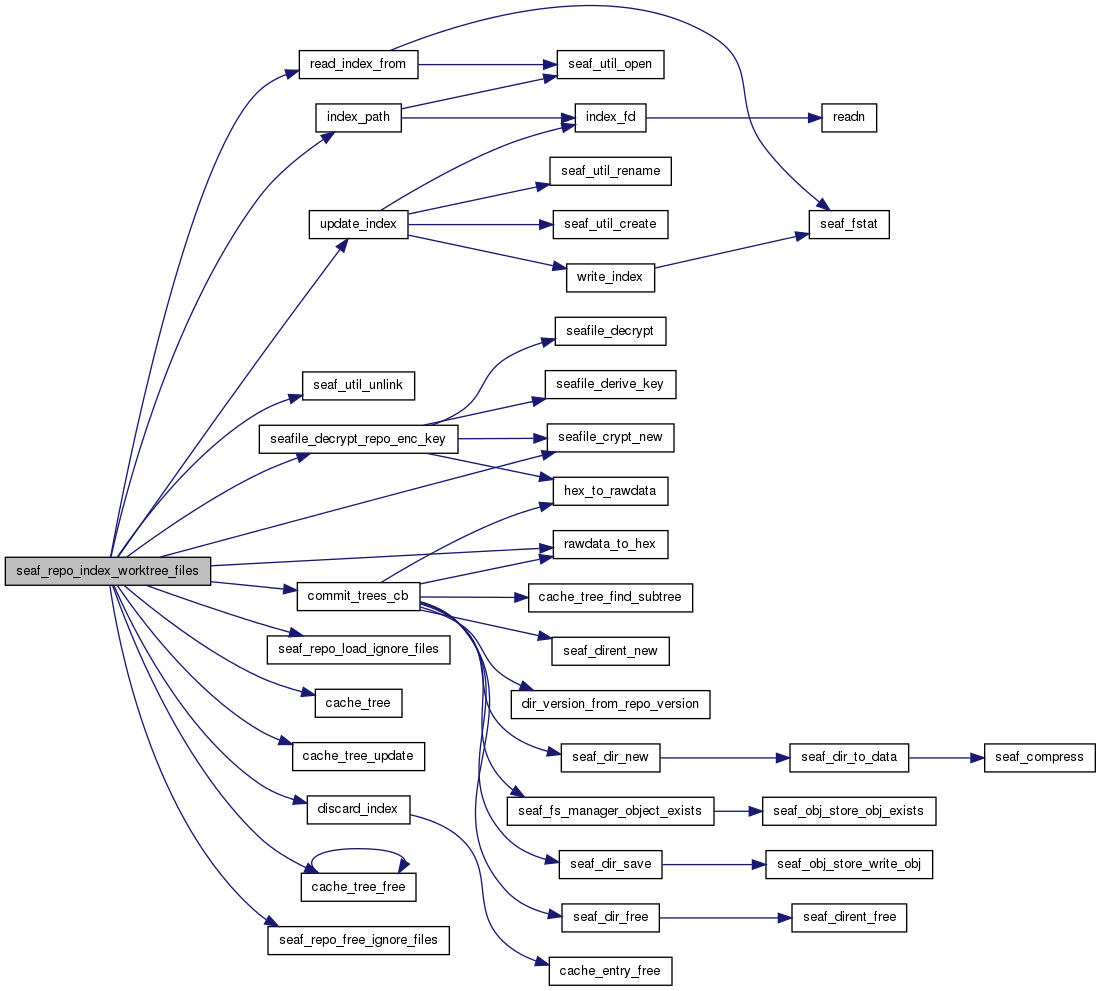 read_index_from
seaf_util_open
index_path
index_fd
readn
seaf_util_rename
update_index
seaf_util_create
seaf_fstat
write_index
seafile_decrypt
seaf_util_unlink
seafile_derive_key
seafile_decrypt_repo_enc_key
seafile_crypt_new
hex_to_rawdata
rawdata_to_hex
seaf_repo_index_worktree_files
commit_trees_cb
cache_tree_find_subtree
seaf_repo_load_ignore_files
seaf_dirent_new
cache_tree
dir_version_from_repo_version
cache_tree_update
seaf_dir_new
seaf_dir_to_data
seaf_compress
discard_index
seaf_fs_manager_object_exists
seaf_obj_store_obj_exists
cache_tree_free
seaf_dir_save
seaf_obj_store_write_obj
seaf_dir_free
seaf_dirent_free
seaf_repo_free_ignore_files
cache_entry_free